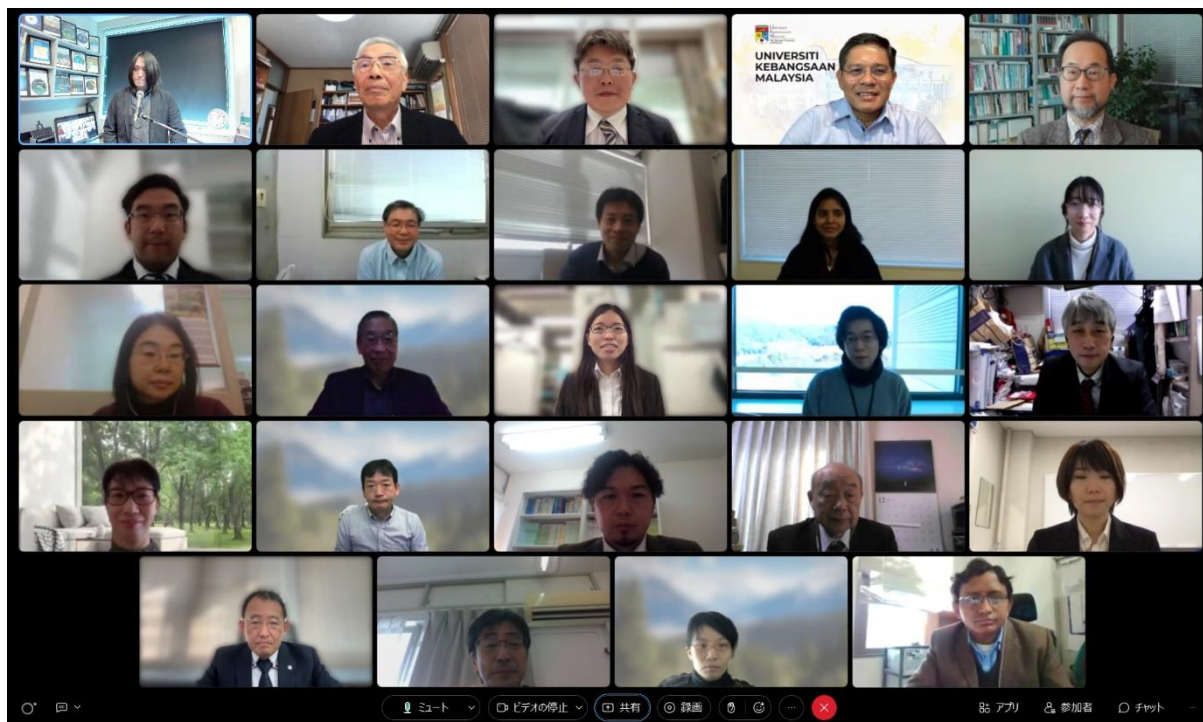 UNIVERSITI
KEBANGSAAN
MALAYSIA
ミュート
ビデオの停止
共有
録画
アプリ
参加者
チャット